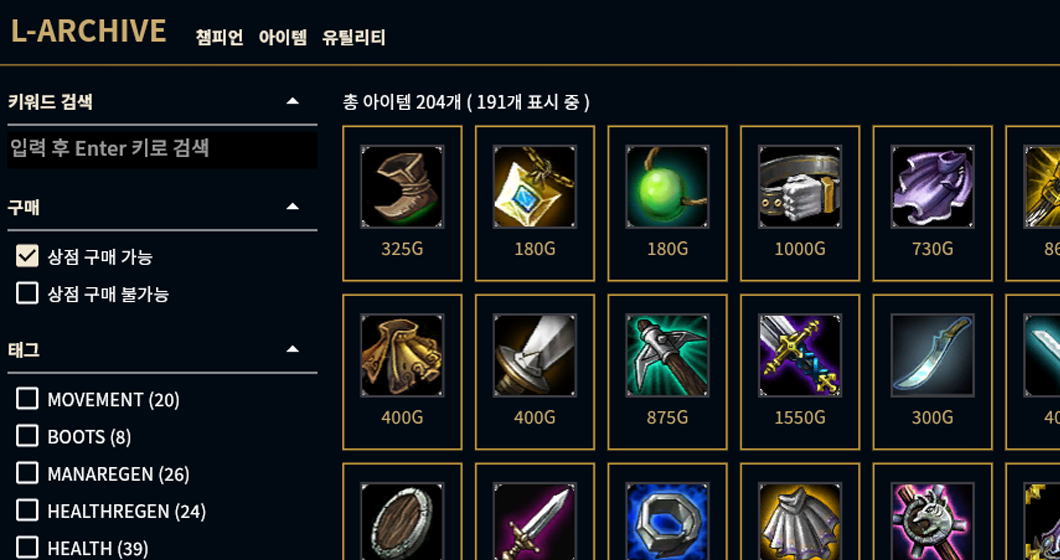 L-ARCHIVE 챔피언 아이템 유틸리티
키워드 검색
입력 후 Enter 키로 검색
구매
상점 구매 가능
상점 구매 불가능
태그
MOVEMENT (20)
BOOTS (8)
MANAREGEN (26)
HEALTHREGEN (24)
HEALTH (39)
총 아이템 204개 ( 191개 표시 중 )
325G 180G 180G 1000G 730G
400G 400G 875G 1550G 300G